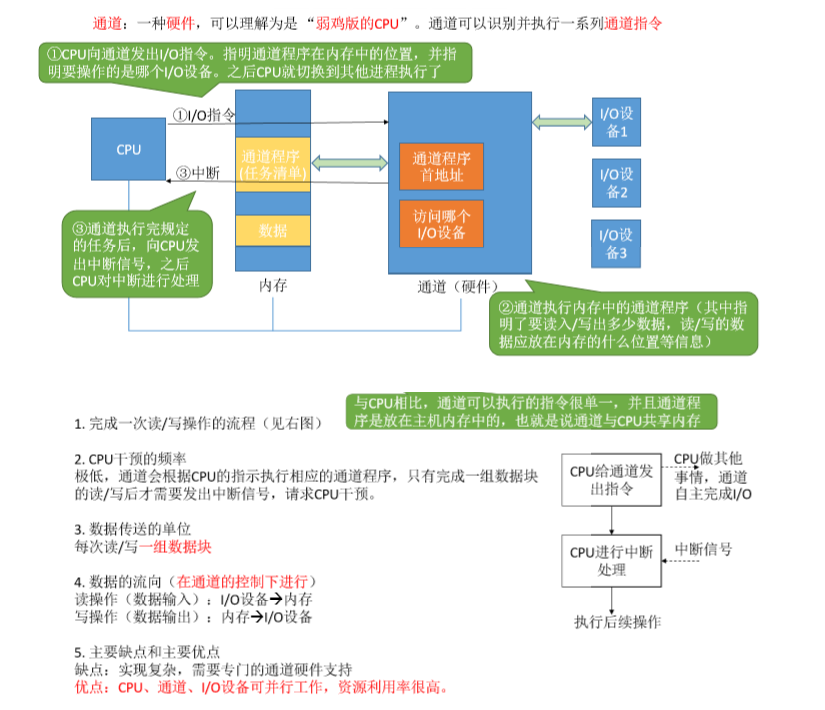 通道：一种硬件，可以理解为是“弱鸡版的CPU”。通道可以识别并执行一系列通道指令
①CPU向通道发出I/O指令。指明通道程序在内存中的位置，并指
明要操作的是哪个I/O设备。之后CPU就切换到其他进程执行了
①I/O指令
CPU
通道程序
(任务清单)
③中断
数据
内存
通道程序
首地址
访问哪个
I/O设备
通道（硬件）
I/O设
备1
I/O设
备2
I/O设
备3
③通道执行完规定
的任务后，向CPU发
出中断信号，之后
CPU对中断进行处理
②通道执行内存中的通道程序（其中指
明了要读入/写出多少数据，读/写的数
据应放在内存的什么位置等信息）
与CPU相比，通道可以执行的指令很单一，并且通道程
序是放在主机内存中的，也就是说通道与CPU共享内存
1. 完成一次读/写操作的流程（见右图）
2. CPU干预的频率
极低，通道会根据CPU的指示执行相应的通道程序，只有完成一组数据块
的读/写后才需要发出中断信号，请求CPU干预。
3. 数据传送的单位
每次读/写一组数据块
4. 数据的流向（在通道的控制下进行）
读操作（数据输入）：I/O设备→内存
写操作（数据输出）：内存→I/O设备
5. 主要缺点和主要优点
缺点：实现复杂，需要专门的通道硬件支持
优点：CPU、通道、I/O设备可并行工作，资源利用率很高。
CPU给通道发
出指令
CPU做其他
事情，通道
自主完成I/O
CPU进行中断
处理
中断信号
执行后续操作